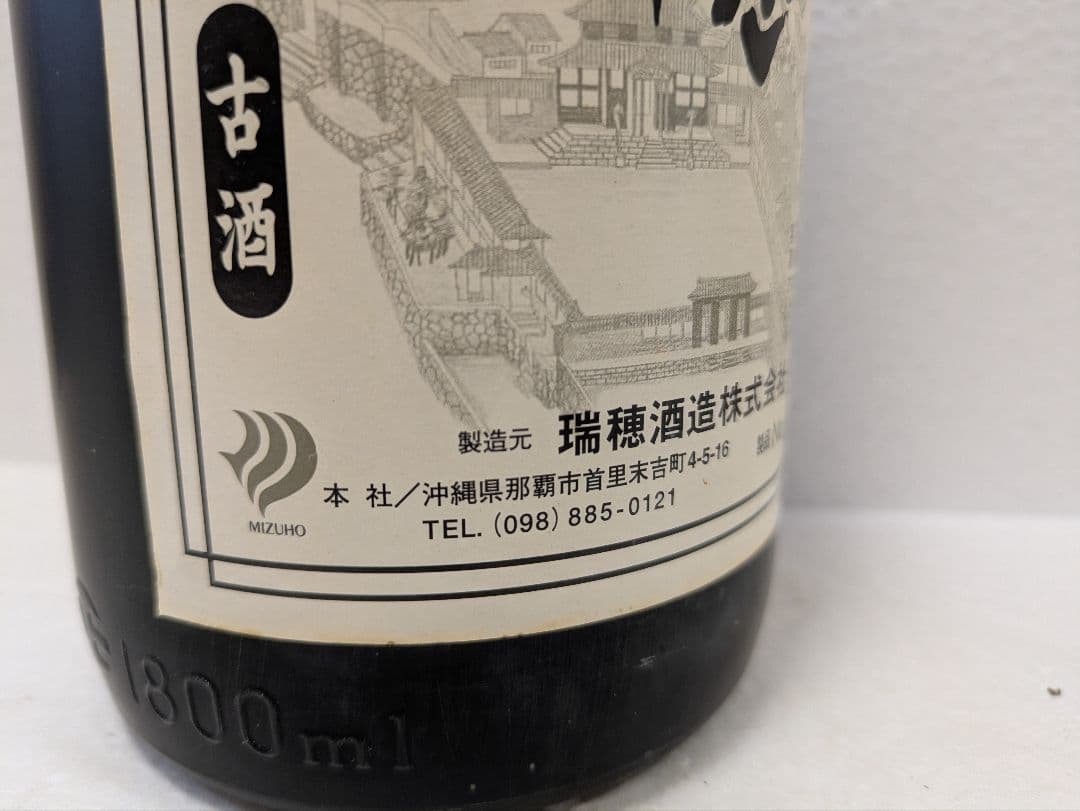 古酒
製造元 瑞穂酒造株式会
本 社／沖縄県那覇市首里末吉町4-5-16
TEL. (098) 885-0121
MIZUHO
1800ml